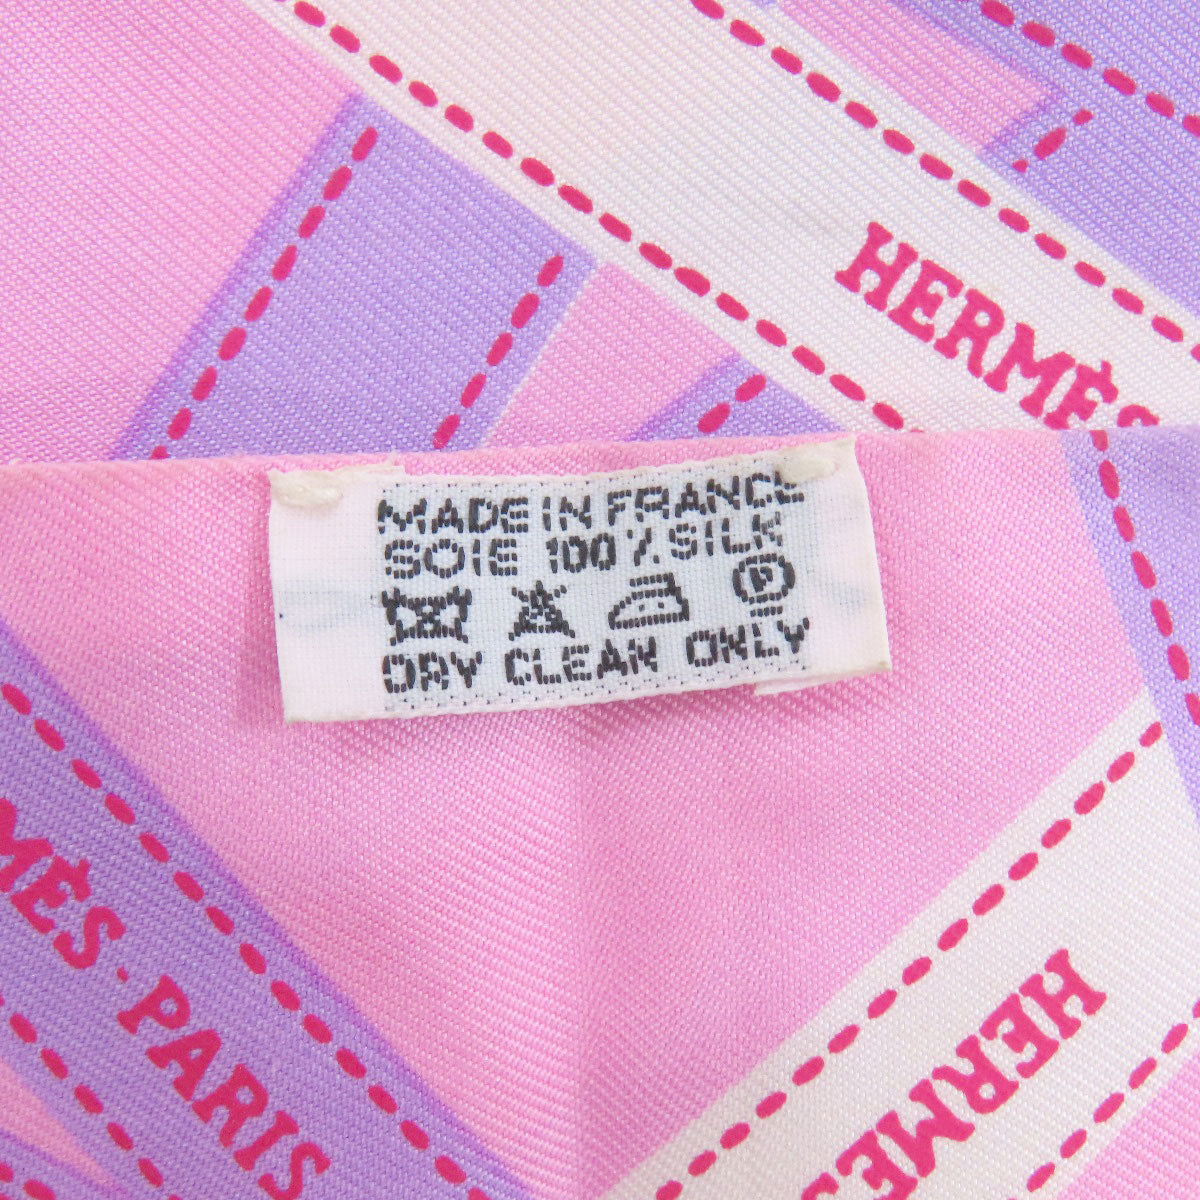 HERMÈS
MADE IN FRANCE
SOIE 100% SILK
P
DRY CLEAN ONLY
MÈS·PARIS
HERMÈS